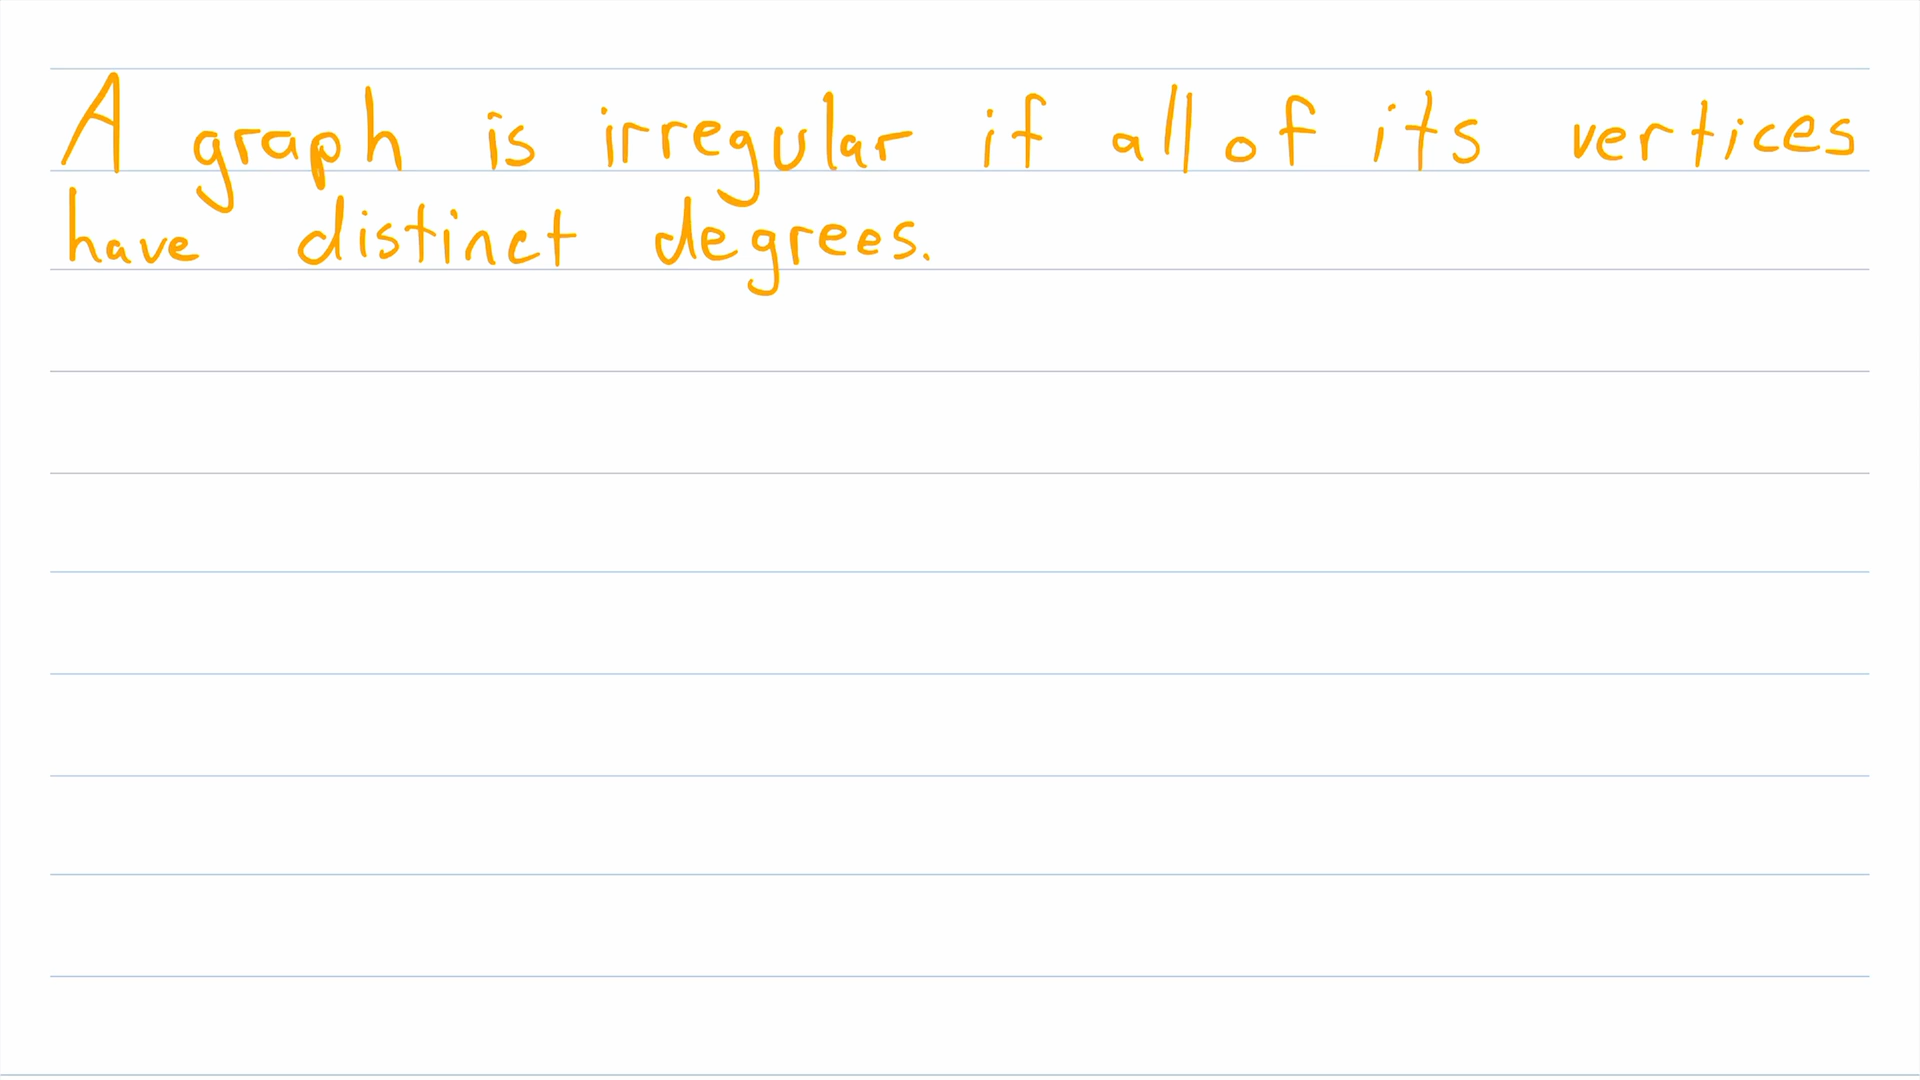 A graph is irregular if all of its vertices
have distinct degrees.